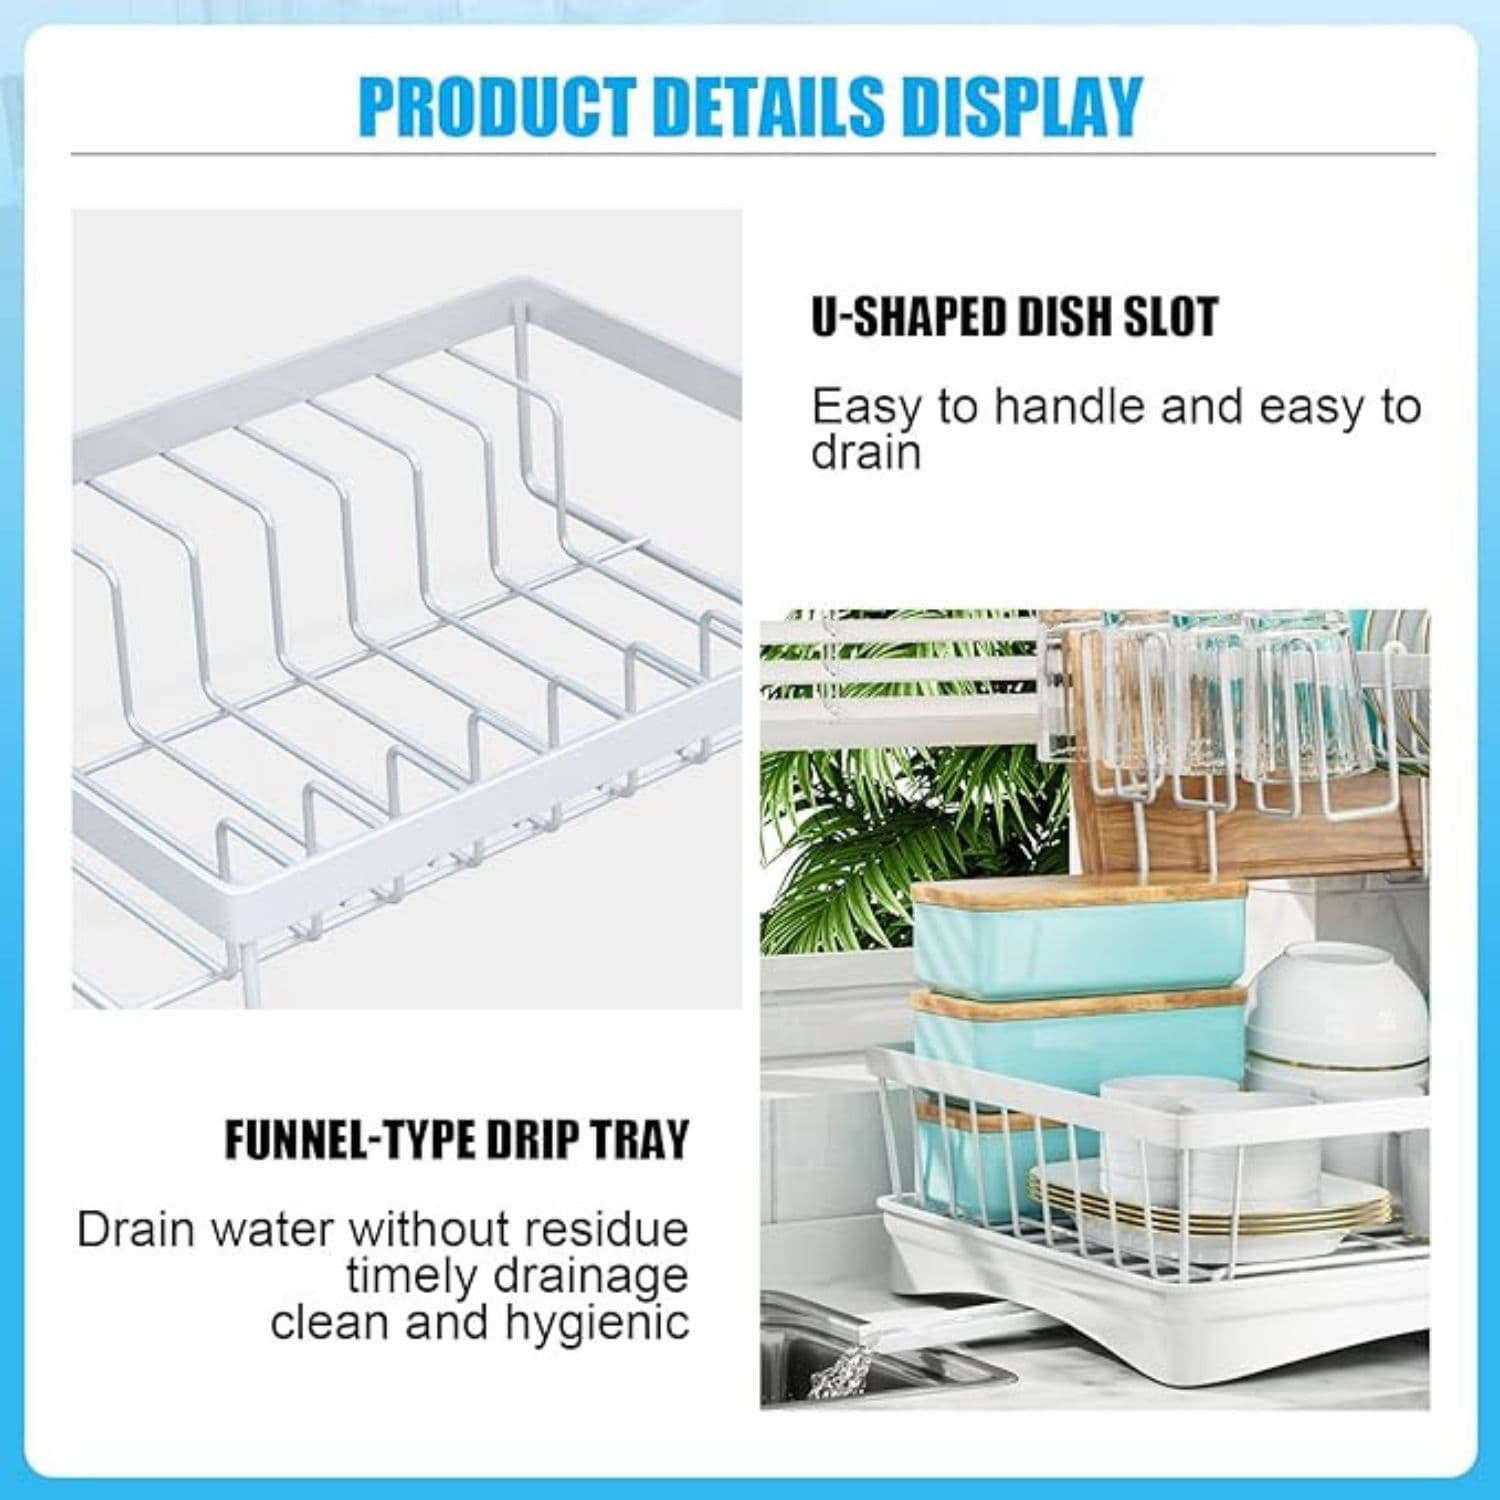 PRODUCT DETAILS DISPLAY
U-SHAPED DISH SLOT
Easy to handle and easy to
drain
FUNNEL-TYPE DRIP TRAY
Drain water without residue
timely drainage
clean and hygienic